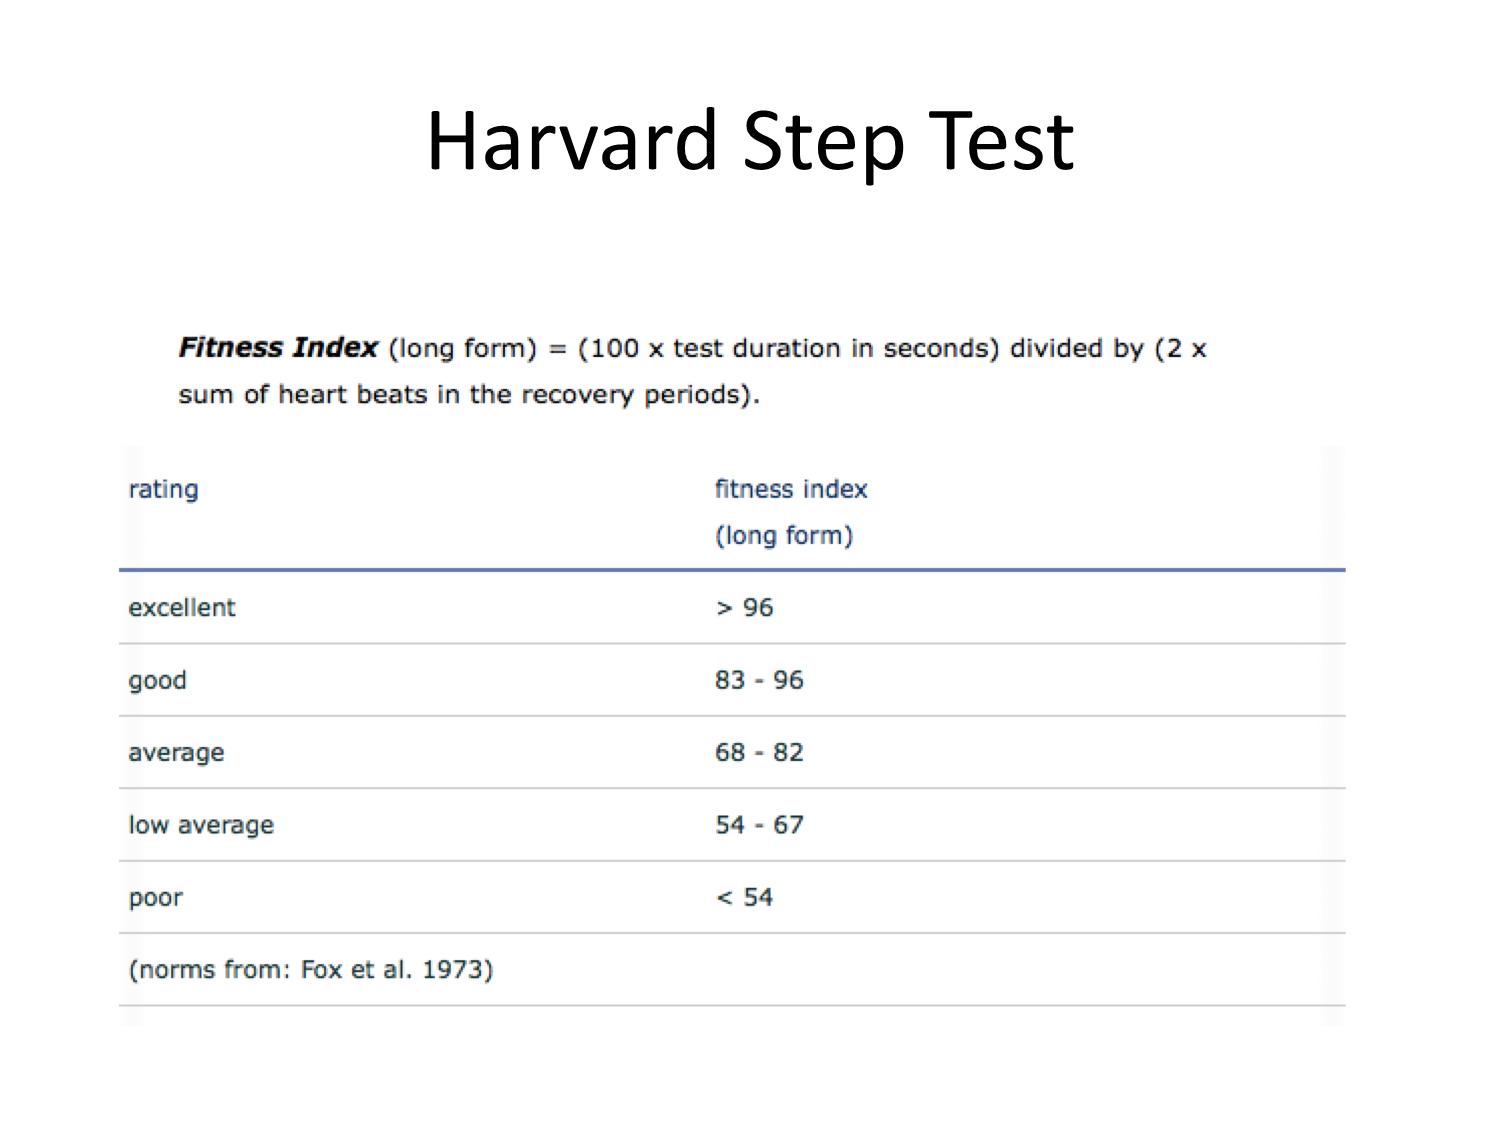 Harvard Step Test
Fitness Index (long form) = (100 x test duration in seconds) divided by (2 x
sum of heart beats in the recovery periods).
rating fitness index
(long form)
excellent > 96
good 83 - 96
average 68 - 82
low average 54 - 67
poor < 54
(norms from: Fox et al. 1973)